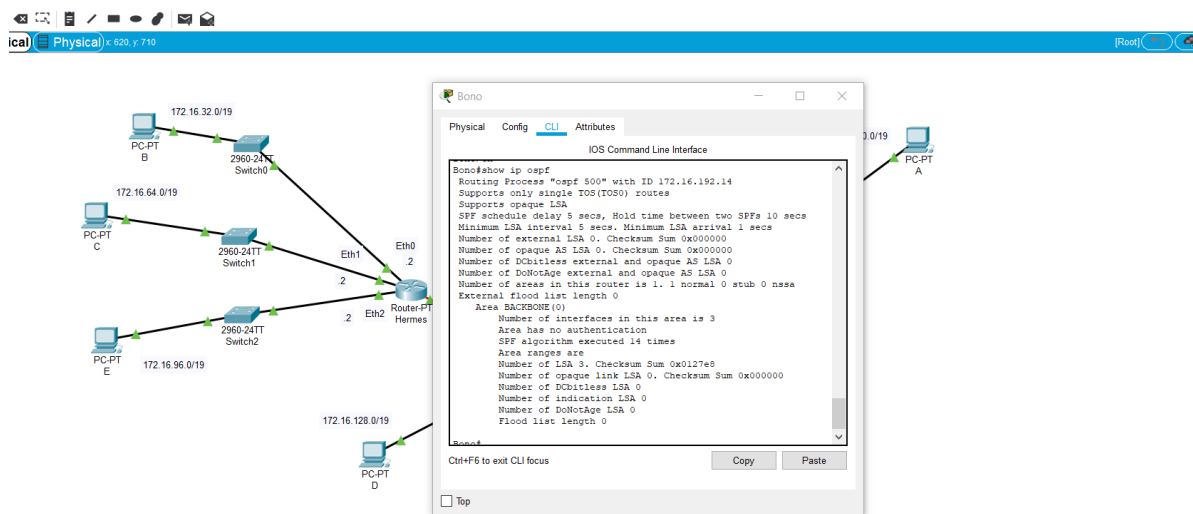 ical
Physical x: 620, y: 710
[Root]
Bono
Physical Config CLI Attributes
IOS Command Line Interface
Bono#show ip ospf
Routing Process "ospf 500" with ID 172.16.192.14
Supports only single TOS(TOS0) routes
Supports opaque LSA
SPF schedule delay 5 secs, Hold time between two SPFs 10 secs
Minimum LSA interval 5 secs. Minimum LSA arrival 1 secs
Number of external LSA 0. Checksum Sum 0x000000
Number of opaque AS LSA 0. Checksum Sum 0x000000
Number of DCbitless external and opaque AS LSA 0
Number of DoNotAge external and opaque AS LSA 0
Number of areas in this router is 1. 1 normal 0 stub 0 nssa
External flood list length 0
Area BACKBONE(0)
Number of interfaces in this area is 3
Area has no authentication
SPF algorithm executed 14 times
Area ranges are
Number of LSA 3. Checksum Sum 0x0127e8
Number of opaque link LSA 0. Checksum Sum 0x000000
Number of DCbitless LSA 0
Number of indication LSA 0
Number of DoNotAge LSA 0
Flood list length 0
Bono#
Ctrl+F6 to exit CLI focus
Copy
Paste
Top
172.16.32.0/19
PC-PT
B
2960-24TT
Switch0
172.16.64.0/19
PC-PT
C
2960-24TT
Switch1
Eth1
Eth0
.2
.2
Router-PT
Hermes
.2
Eth2
2960-24TT
Switch2
PC-PT
E
172.16.96.0/19
172.16.128.0/19
PC-PT
D
0.0/19
PC-PT
A